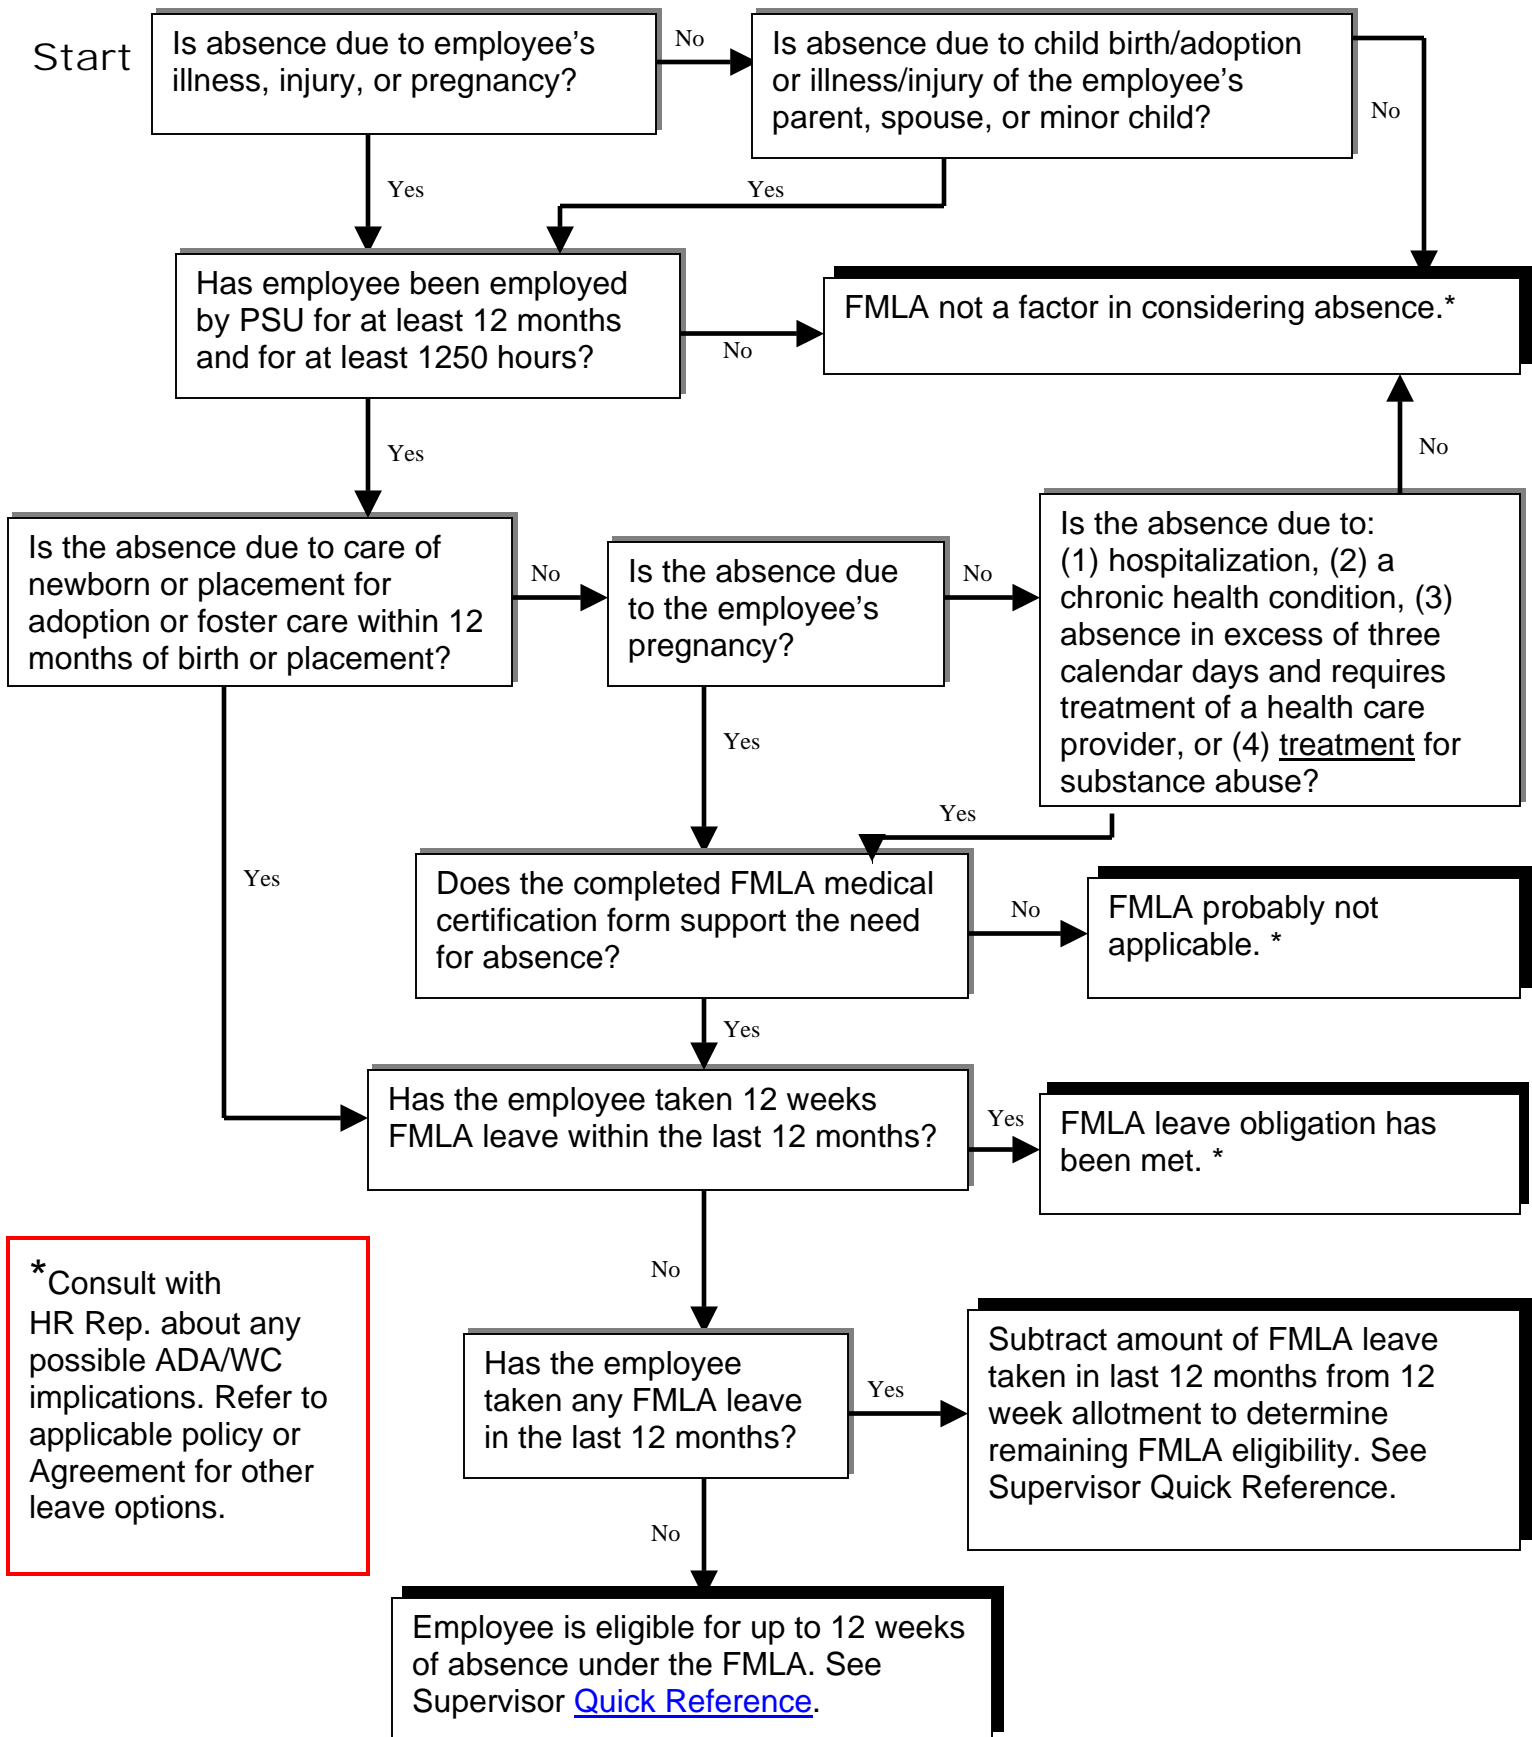 Start
Is absence due to employee’s
illness, injury, or pregnancy?
No
Is absence due to child birth/adoption
or illness/injury of the employee’s
parent, spouse, or minor child?
No
Yes
Yes
Has employee been employed
by PSU for at least 12 months
and for at least 1250 hours?
No
FMLA not a factor in considering absence.*
Yes
No
Is the absence due to care of
newborn or placement for
adoption or foster care within 12
months of birth or placement?
No
Is the absence due
to the employee’s
pregnancy?
No
Is the absence due to:
(1) hospitalization, (2) a
chronic health condition, (3)
absence in excess of three
calendar days and requires
treatment of a health care
provider, or (4) treatment for
substance abuse?
Yes
Yes
Yes
Does the completed FMLA medical
certification form support the need
for absence?
No
FMLA probably not
applicable. *
Yes
Has the employee taken 12 weeks
FMLA leave within the last 12 months?
Yes
FMLA leave obligation has
been met. *
No
*Consult with
HR Rep. about any
possible ADA/WC
implications. Refer to
applicable policy or
Agreement for other
leave options.
Has the employee
taken any FMLA leave
in the last 12 months?
Yes
Subtract amount of FMLA leave
taken in last 12 months from 12
week allotment to determine
remaining FMLA eligibility. See
Supervisor Quick Reference.
No
Employee is eligible for up to 12 weeks
of absence under the FMLA. See
Supervisor Quick Reference.